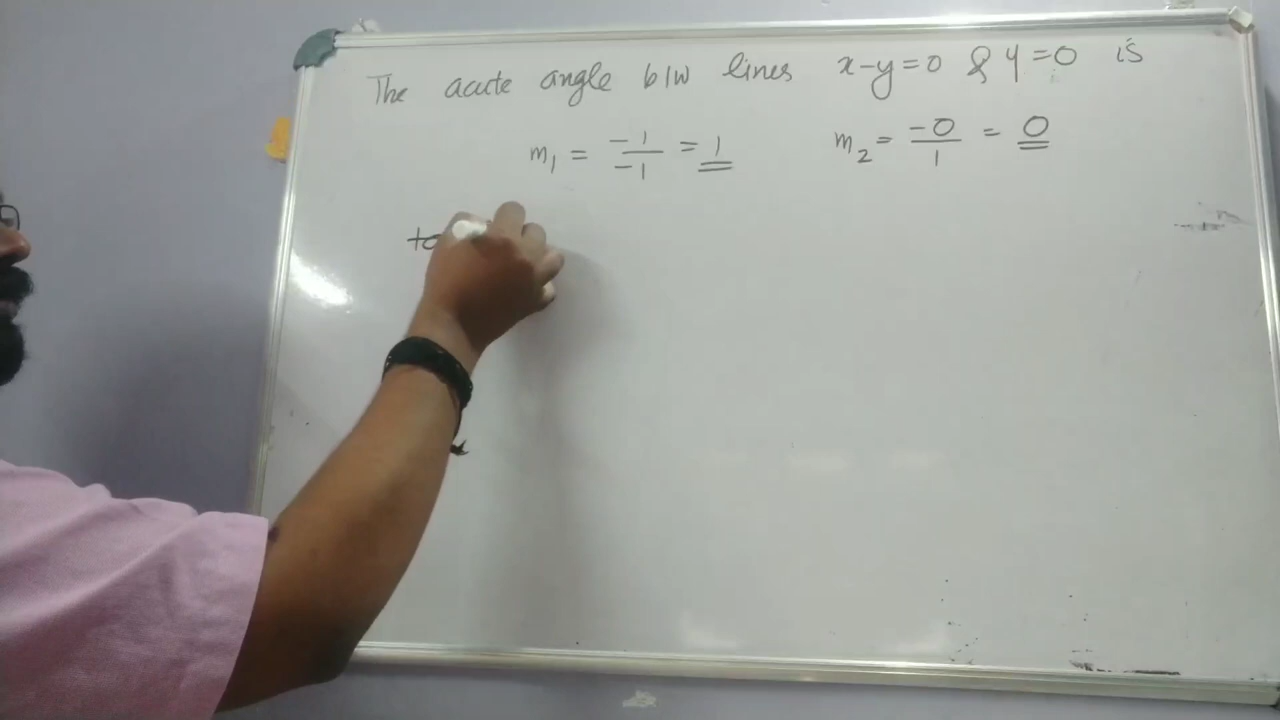 The acute angle b/w lines x-y=0 & y=0 is
m₁ = -1/-1 = 1 m₂ = -0/1 = 0
ta